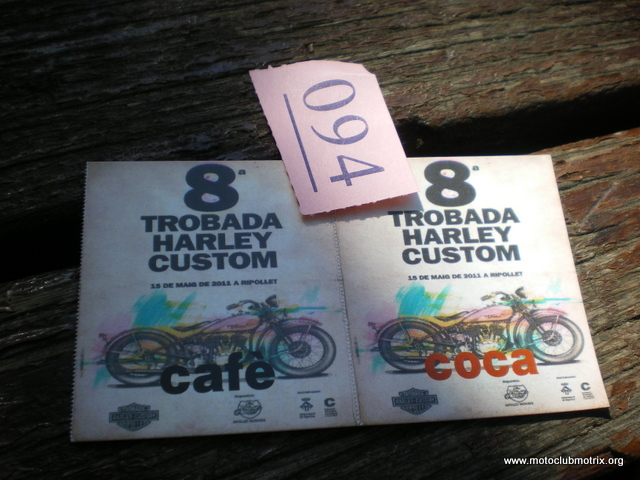 094
8ª
TROBADA
HARLEY
CUSTOM
15 DE MAIG DE 2011 A RIPOLLET
cafè
8ª
TROBADA
HARLEY
CUSTOM
15 DE MAIG DE 2011 A RIPOLLET
coca
www.motoclubmotrix.org